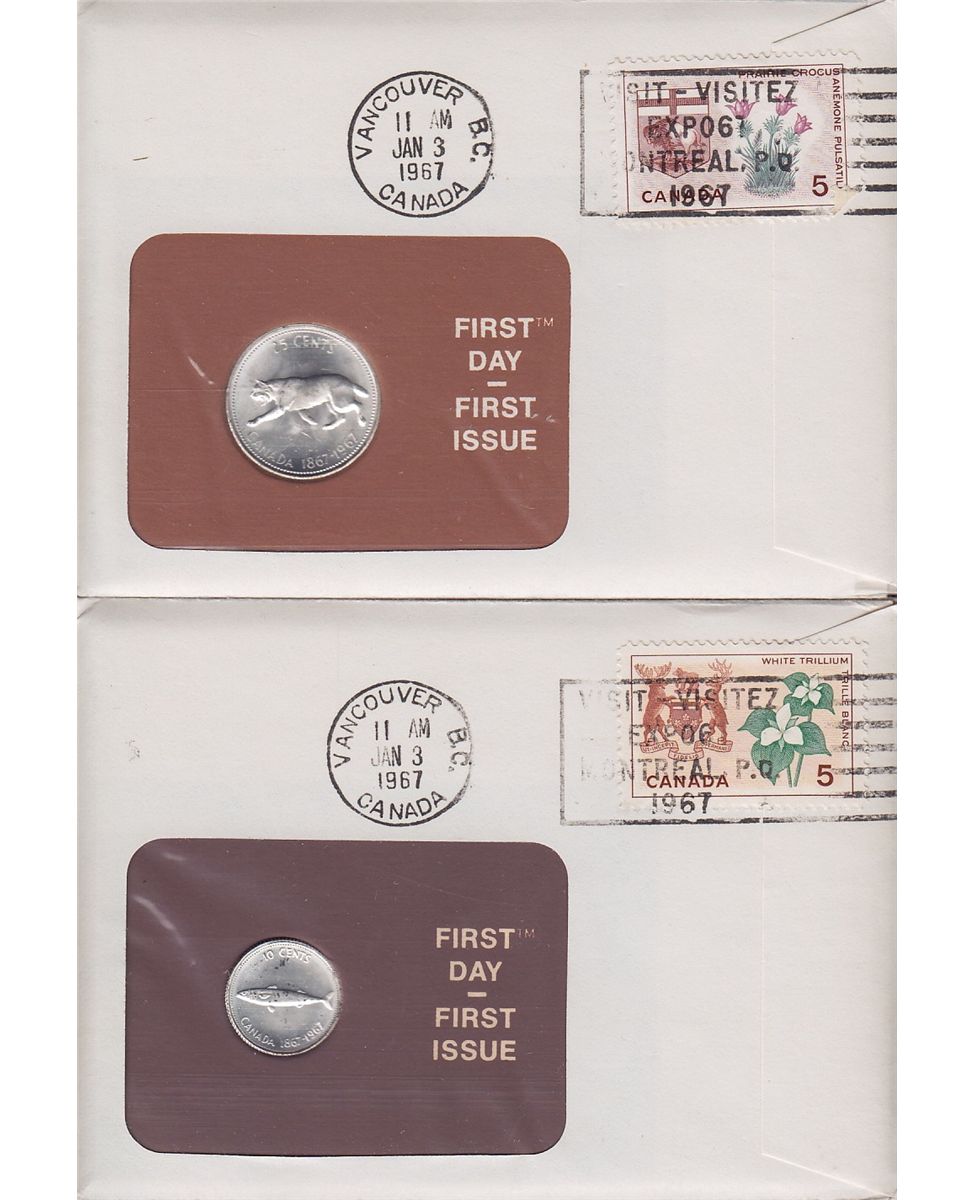 VANCOUVER B.C.
11 AM
JAN 3
1967
CANADA
PRAIRIE CROCUS
ANEMONE PULSATILE
VISIT – VISITEZ
EXPO67
MONTREAL, P.Q.
1967
CANADA 5
25 CENTS
CANADA 1867-1967
FIRST™
DAY
–
FIRST
ISSUE
VANCOUVER B.C.
11 AM
JAN 3
1967
CANADA
WHITE TRILLIUM
TRILLE BLANC
VISIT – VISITEZ
EXPO6
MONTREAL, P.Q.
1967
CANADA 5
10 CENTS
CANADA 1867-1967
FIRST™
DAY
–
FIRST
ISSUE